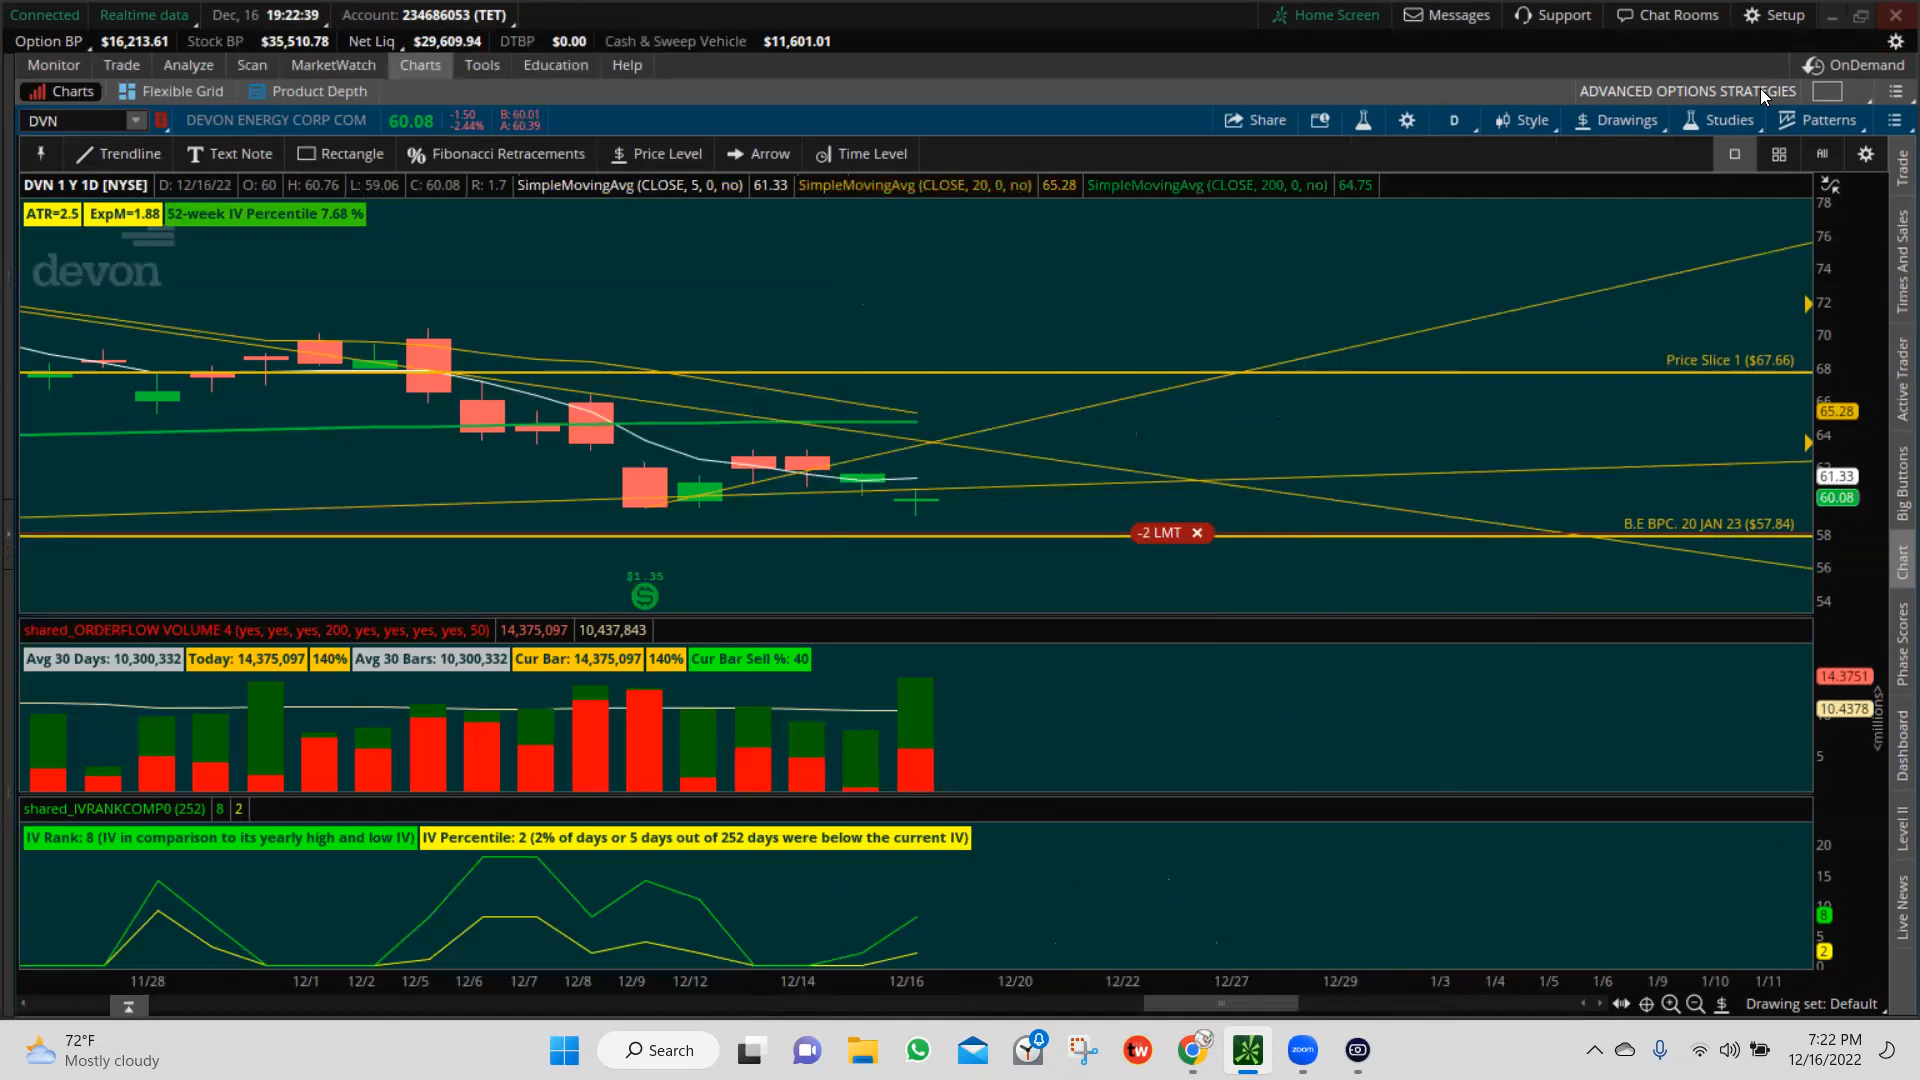 Connected Realtime data Dec, 16 19:22:39 Account: 234686053 (TET) Home Screen Messages Support Chat Rooms Setup
Option BP $16,213.61 Stock BP $35,510.78 Net Liq $29,609.94 DTBP $0.00 Cash & Sweep Vehicle $11,601.01
Monitor Trade Analyze Scan MarketWatch Charts Tools Education Help OnDemand
Charts Flexible Grid Product Depth ADVANCED OPTIONS STRATEGIES
DVN DEVON ENERGY CORP COM 60.08 -1.50 B: 60.01 Share D Style Drawings Studies Patterns
-2.44% A: 60.39
Trendline Text Note Rectangle % Fibonacci Retracements $ Price Level Arrow Time Level All
DVN 1 Y 1D [NYSE] D: 12/16/22 O: 60 H: 60.76 L: 59.06 C: 60.08 R: 1.7 SimpleMovingAvg (CLOSE, 5, 0, no) 61.33 SimpleMovingAvg (CLOSE, 20, 0, no) 65.28 SimpleMovingAvg (CLOSE, 200, 0, no) 64.75
ATR=2.5 ExpM=1.88 52-week IV Percentile 7.68 %
devon
78
76
74
72
70
Price Slice 1 ($67.66)
68
66
65.28
64
61.33
60.08
B.E BPC. 20 JAN 23 ($57.84)
-2 LMT
58
56
54
$1.35
S
shared_ORDERFLOW VOLUME 4 (yes, yes, yes, 200, yes, yes, yes, yes, 50) 14,375,097 10,437,843
Avg 30 Days: 10,300,332 Today: 14,375,097 140% Avg 30 Bars: 10,300,332 Cur Bar: 14,375,097 140% Cur Bar Sell %: 40
14.3751
10.4378
5
<millions>
shared_IVRANKCOMP0 (252) 8 2
IV Rank: 8 (IV in comparison to its yearly high and low IV) IV Percentile: 2 (2% of days or 5 days out of 252 days were below the current IV)
20
15
10
8
5
2
0
11/28 12/1 12/2 12/5 12/6 12/7 12/8 12/9 12/12 12/14 12/16 12/20 12/22 12/27 12/29 1/3 1/4 1/5 1/6 1/9 1/10 1/11
Drawing set: Default
Trade
Times And Sales
Active Trader
Big Buttons
Chart
Phase Scores
Dashboard
Level II
Live News
72°F
Mostly cloudy
Search
tw
zoom
7:22 PM
12/16/2022